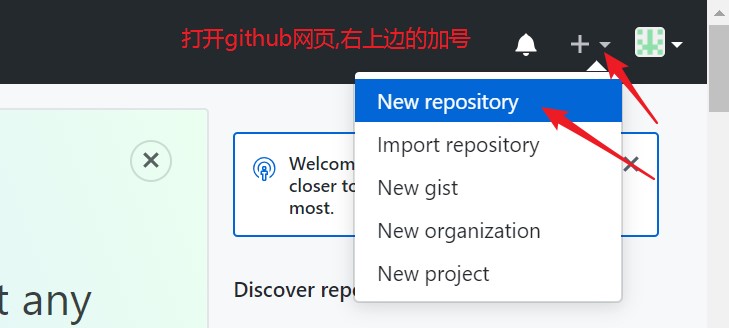 打开github网页,右上边的加号
New repository
Import repository
New gist
New organization
New project
Welcom
closer to
most.
t any
Discover repo